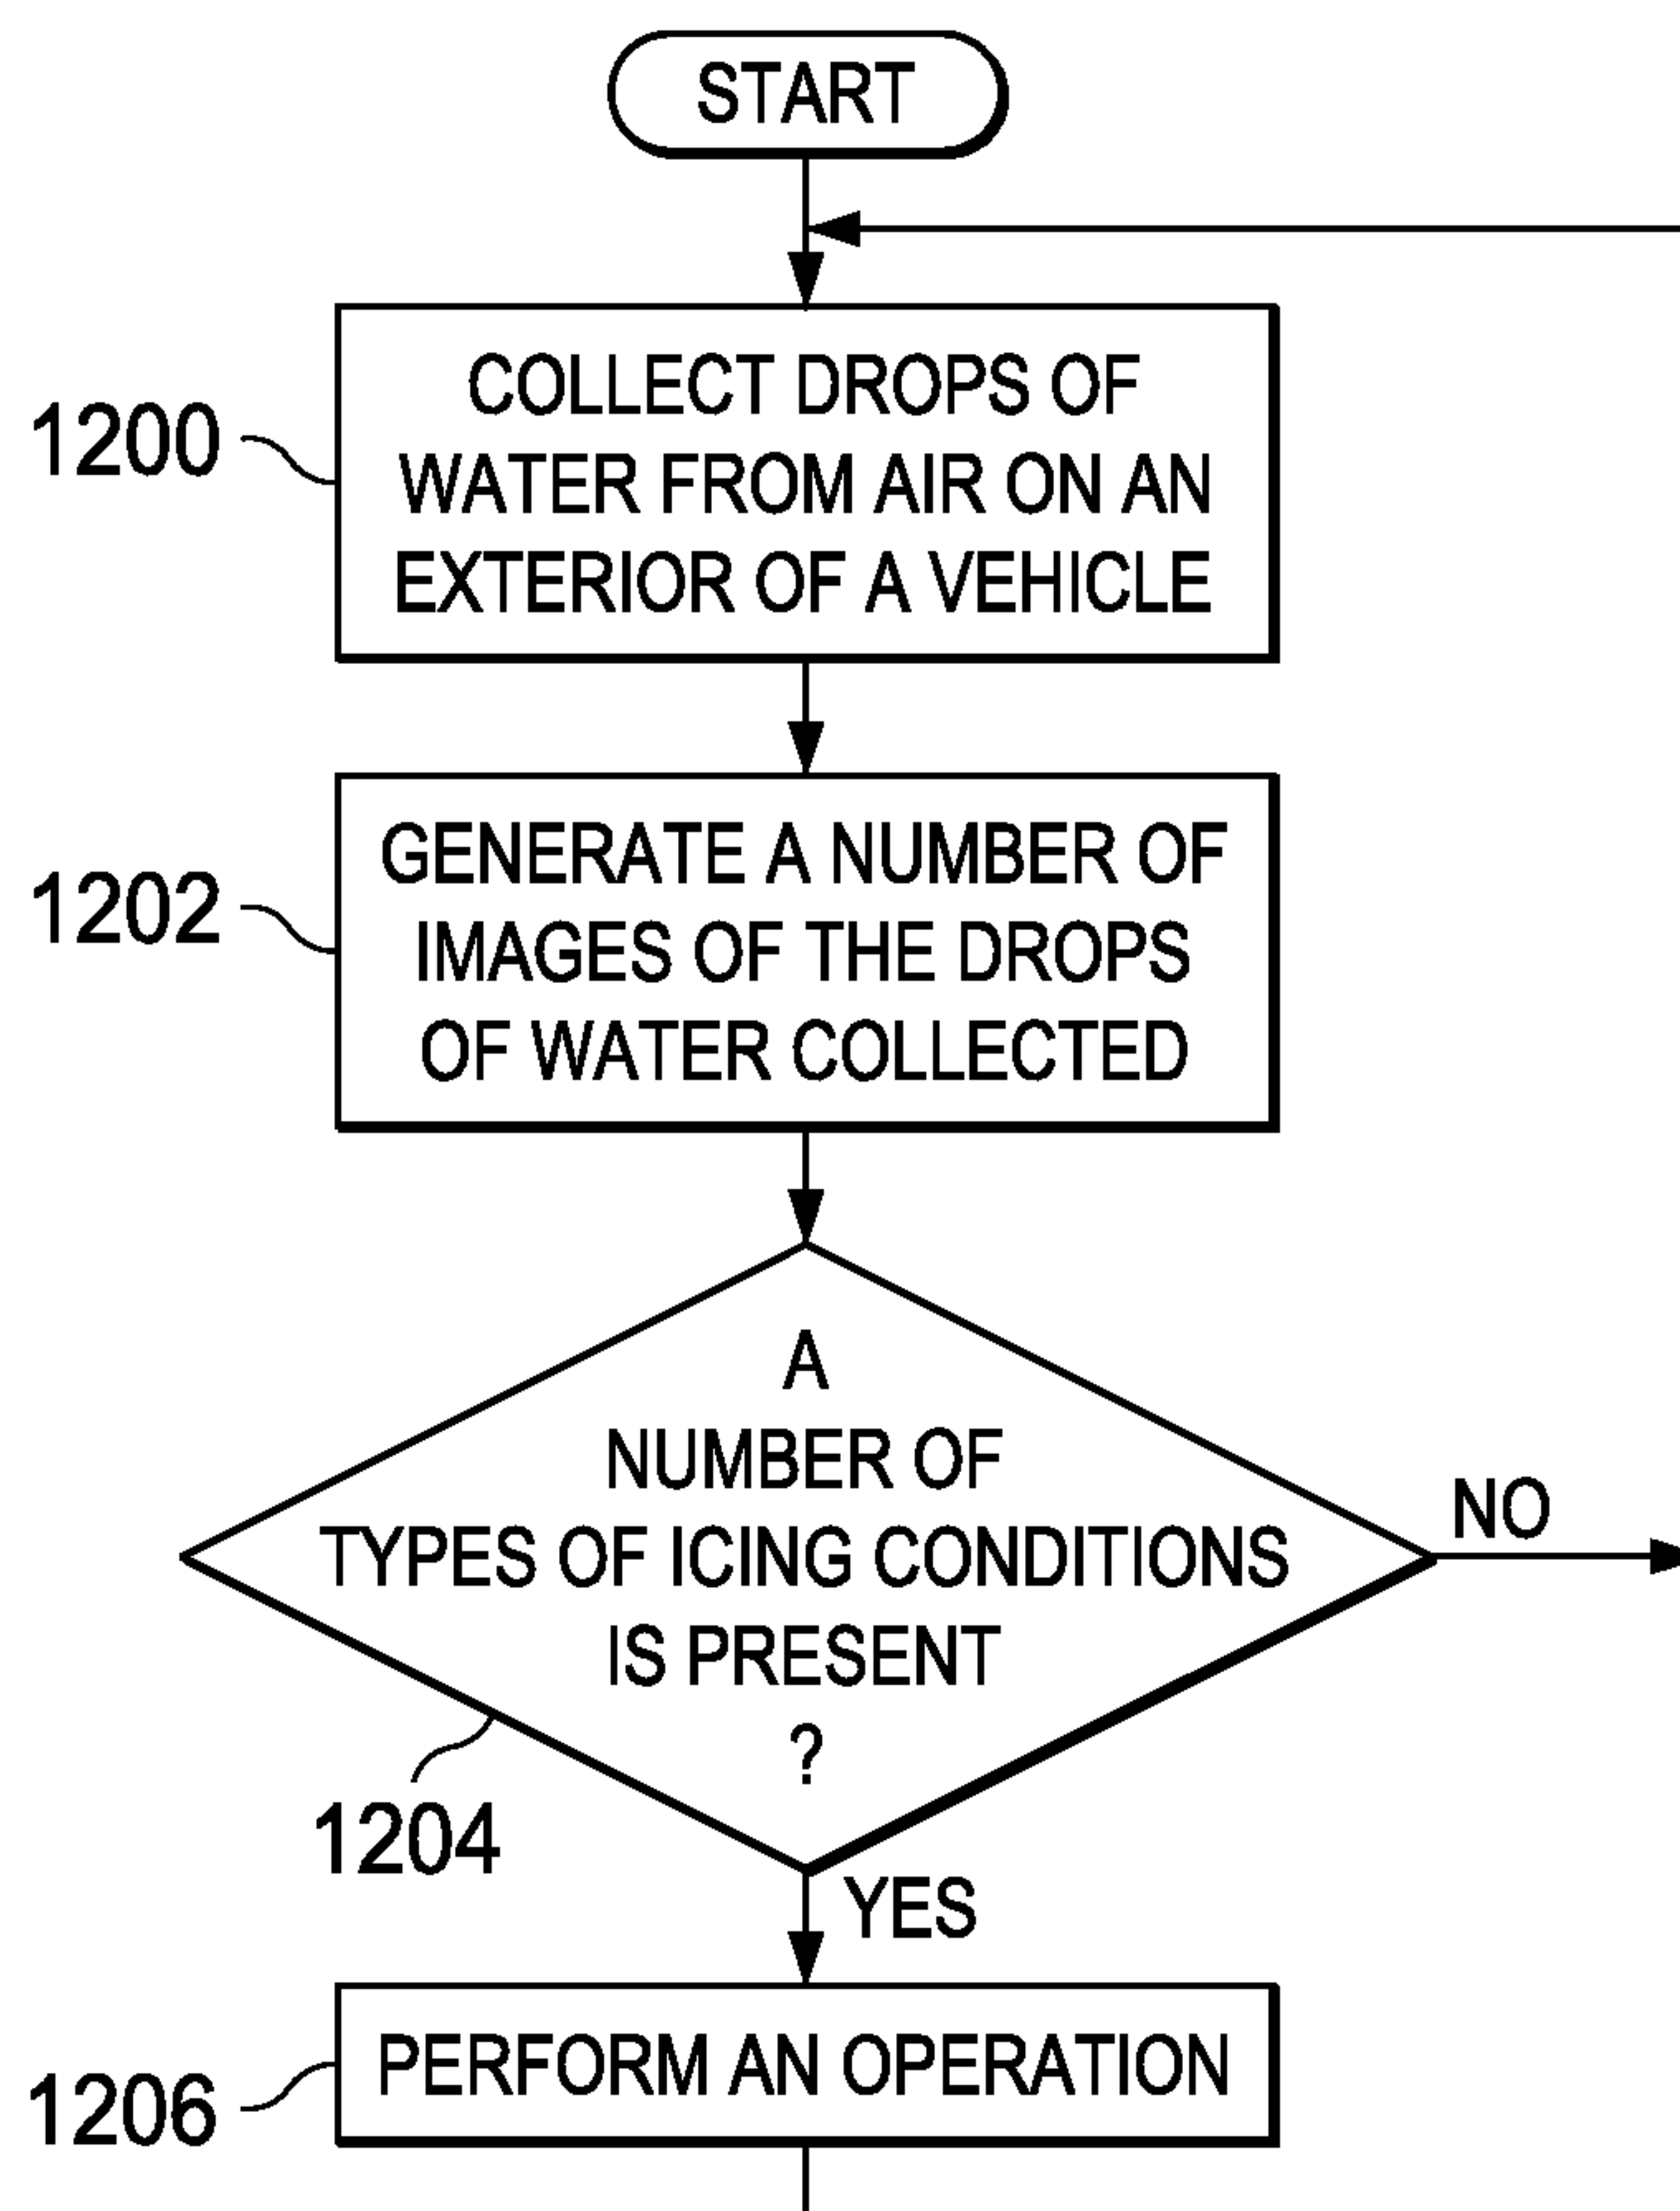 START
1200
COLLECT DROPS OF
WATER FROM AIR ON AN
EXTERIOR OF A VEHICLE
1202
GENERATE A NUMBER OF
IMAGES OF THE DROPS
OF WATER COLLECTED
A
NUMBER OF
TYPES OF ICING CONDITIONS
IS PRESENT
?
NO
1204
YES
1206
PERFORM AN OPERATION